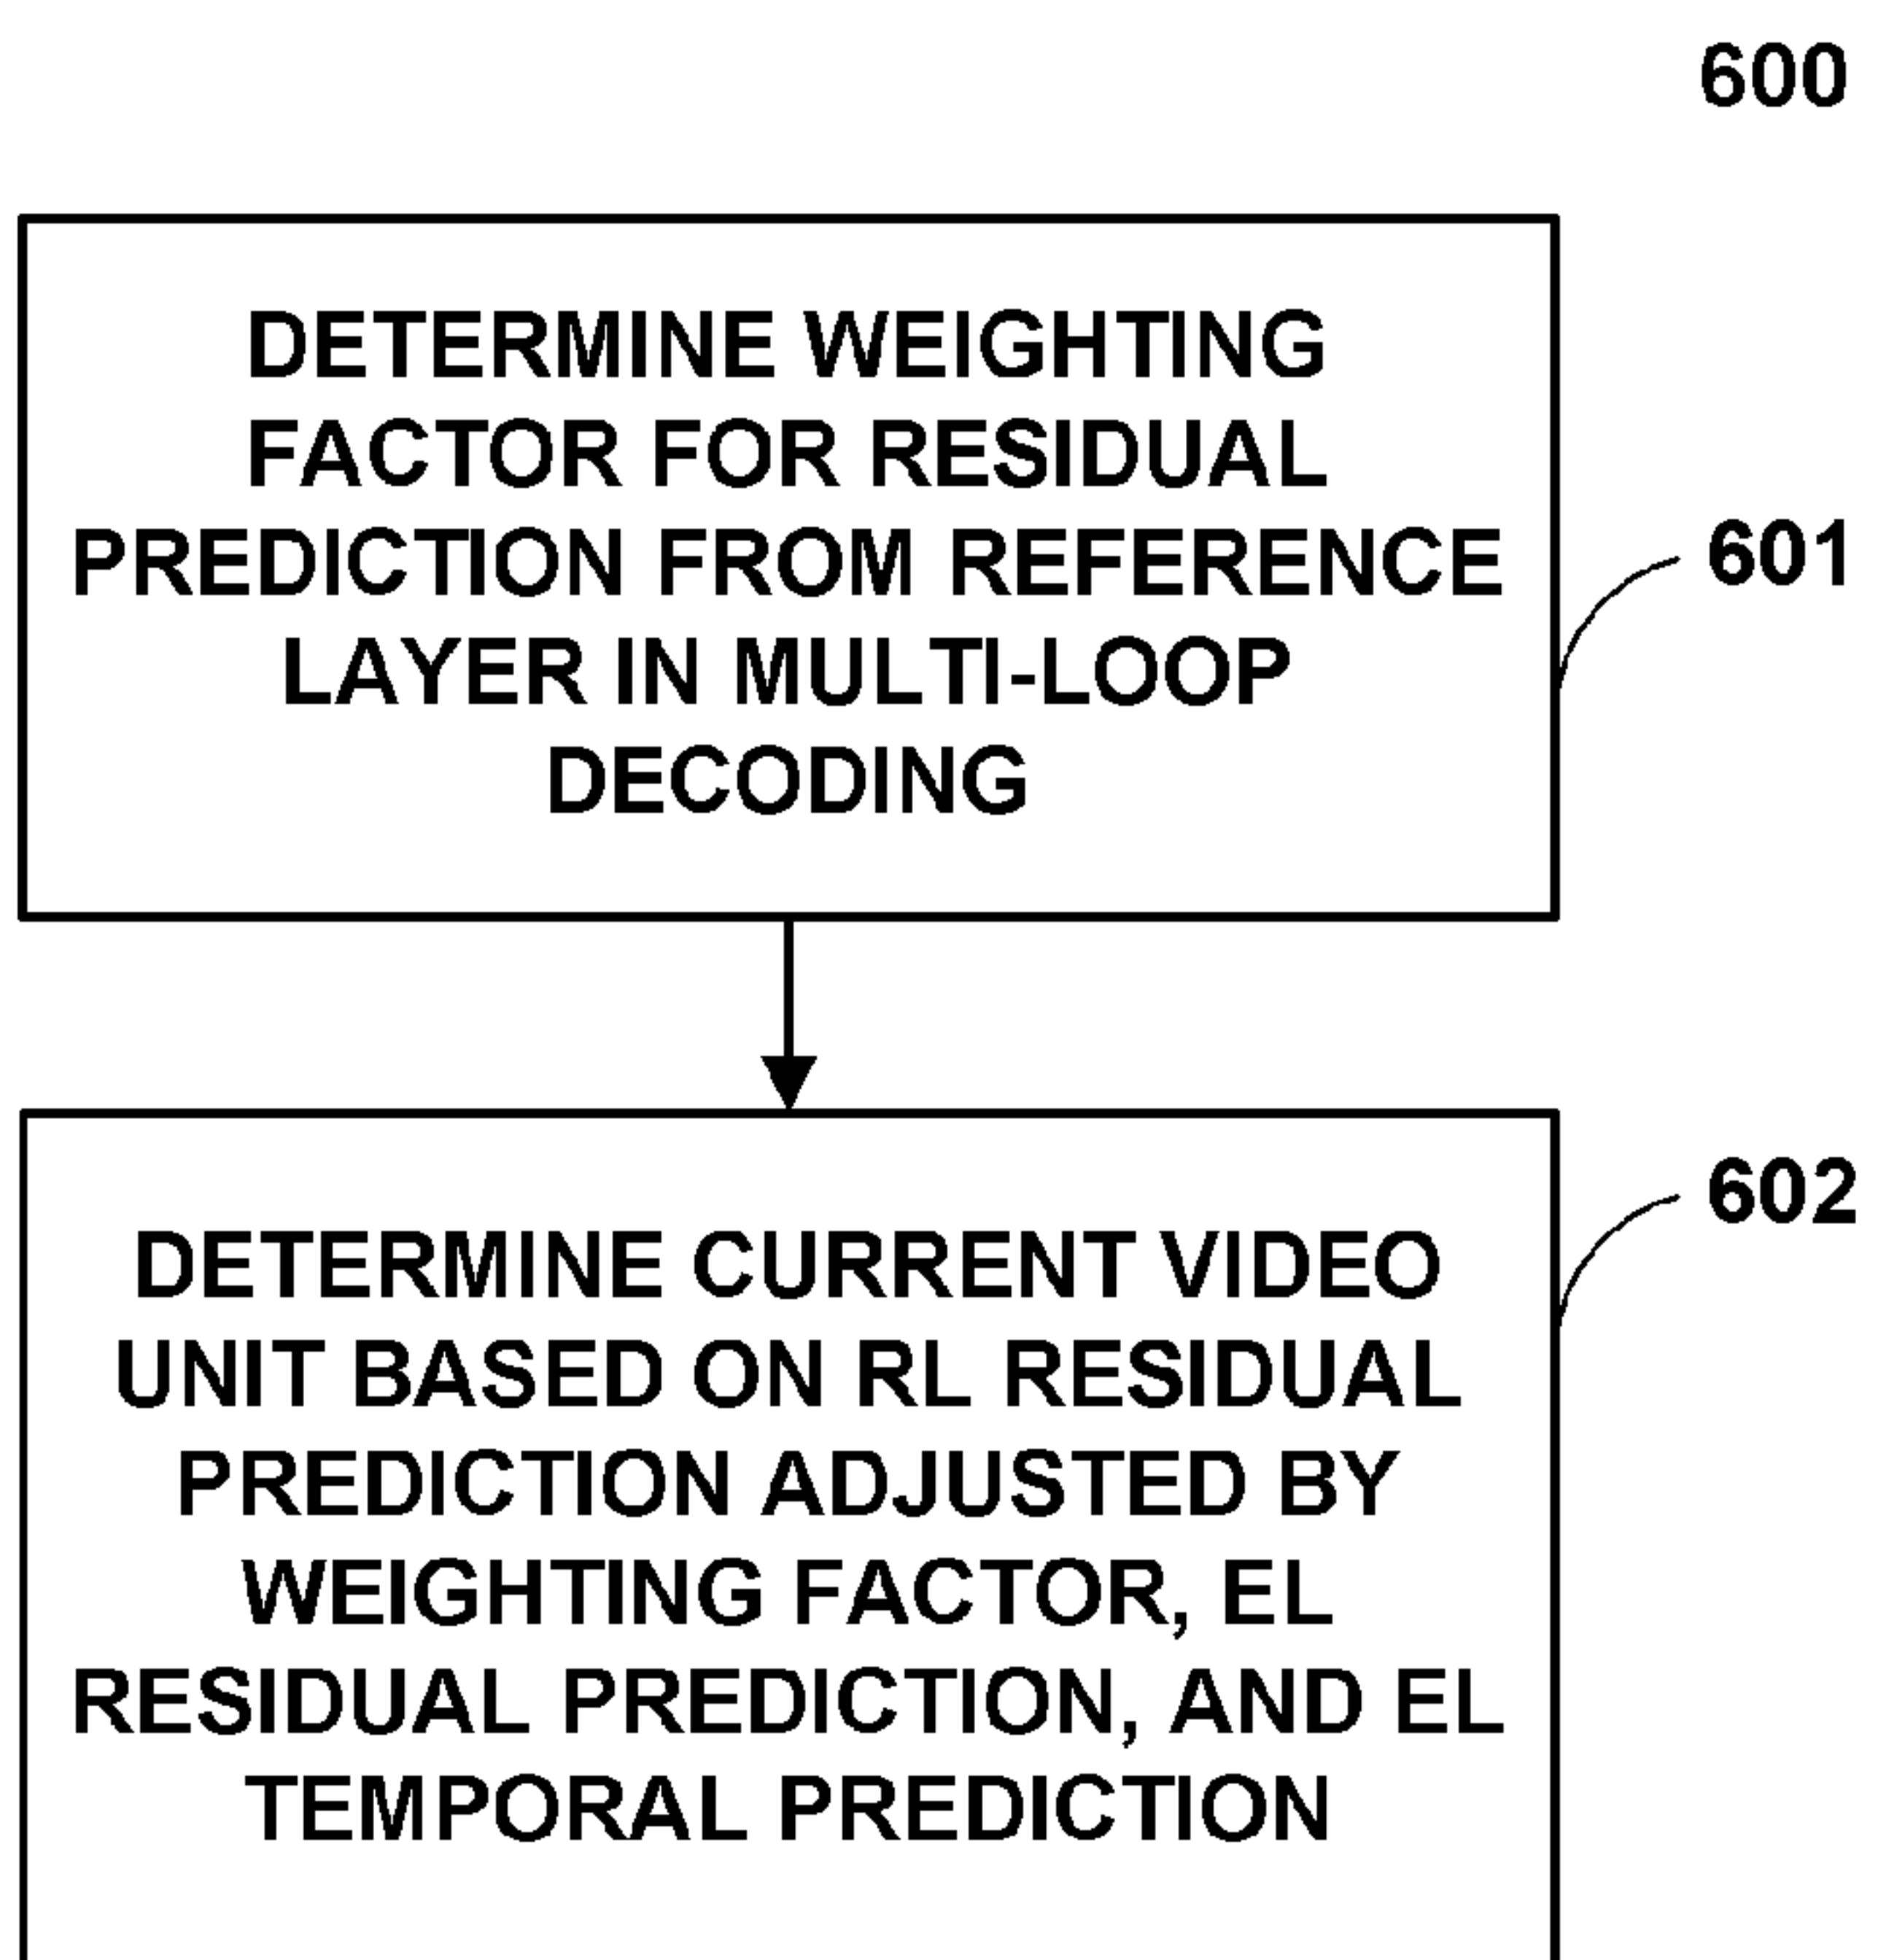 600
DETERMINE WEIGHTING
FACTOR FOR RESIDUAL
PREDICTION FROM REFERENCE
LAYER IN MULTI-LOOP
DECODING
601
602
DETERMINE CURRENT VIDEO
UNIT BASED ON RL RESIDUAL
PREDICTION ADJUSTED BY
WEIGHTING FACTOR, EL
RESIDUAL PREDICTION, AND EL
TEMPORAL PREDICTION